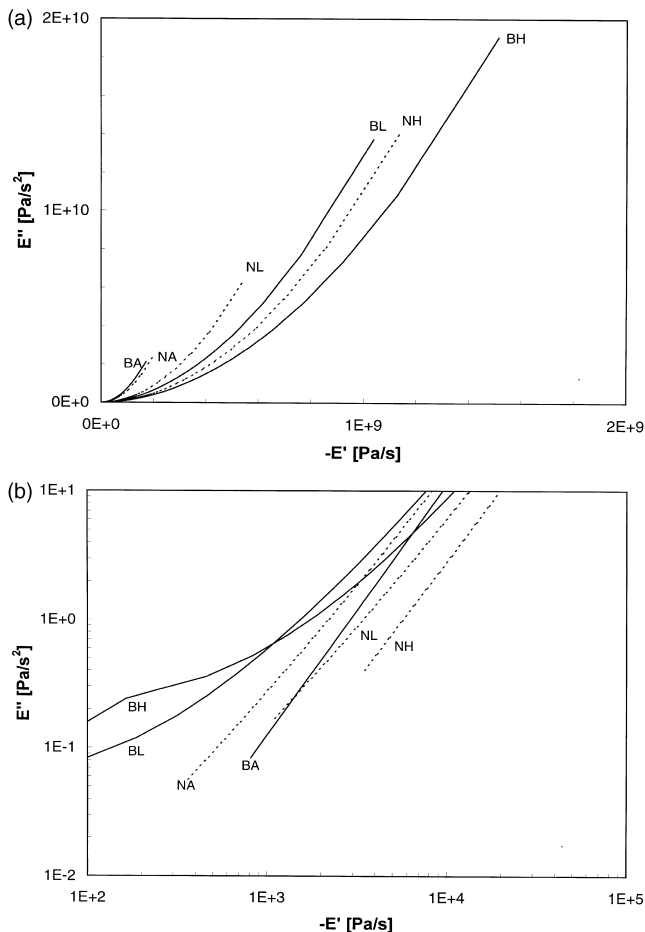 (a)
2E+10
BH
BL
NH
E'' [Pa/s2]
1E+10
NL
BA
NA
0E+0
0E+0
1E+9
2E+9
-E' [Pa/s]
(b)
1E+1
1E+0
E'' [Pa/s2]
NL
NH
BH
BL
1E-1
BA
NA
1E-2
1E+2
1E+3
1E+4
1E+5
-E' [Pa/s]